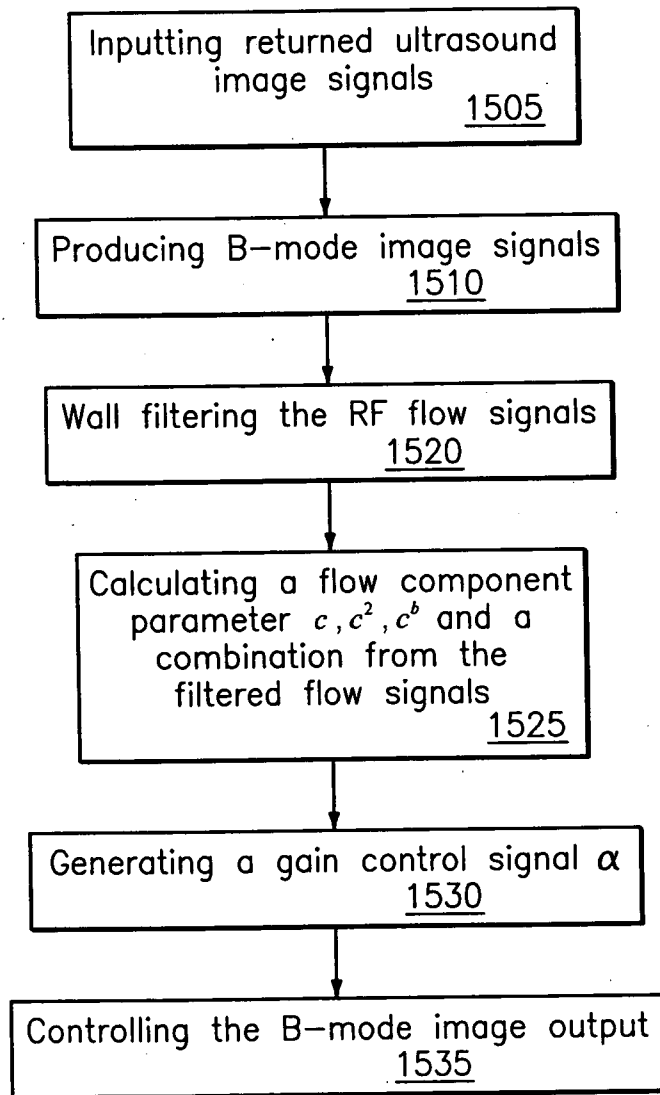 Inputting returned ultrasound
image signals
1505
Producing B-mode image signals
1510
Wall filtering the RF flow signals
1520
Calculating a flow component
parameter c, c², cᵇ and a
combination from the
filtered flow signals
1525
Generating a gain control signal α
1530
Controlling the B-mode image output
1535